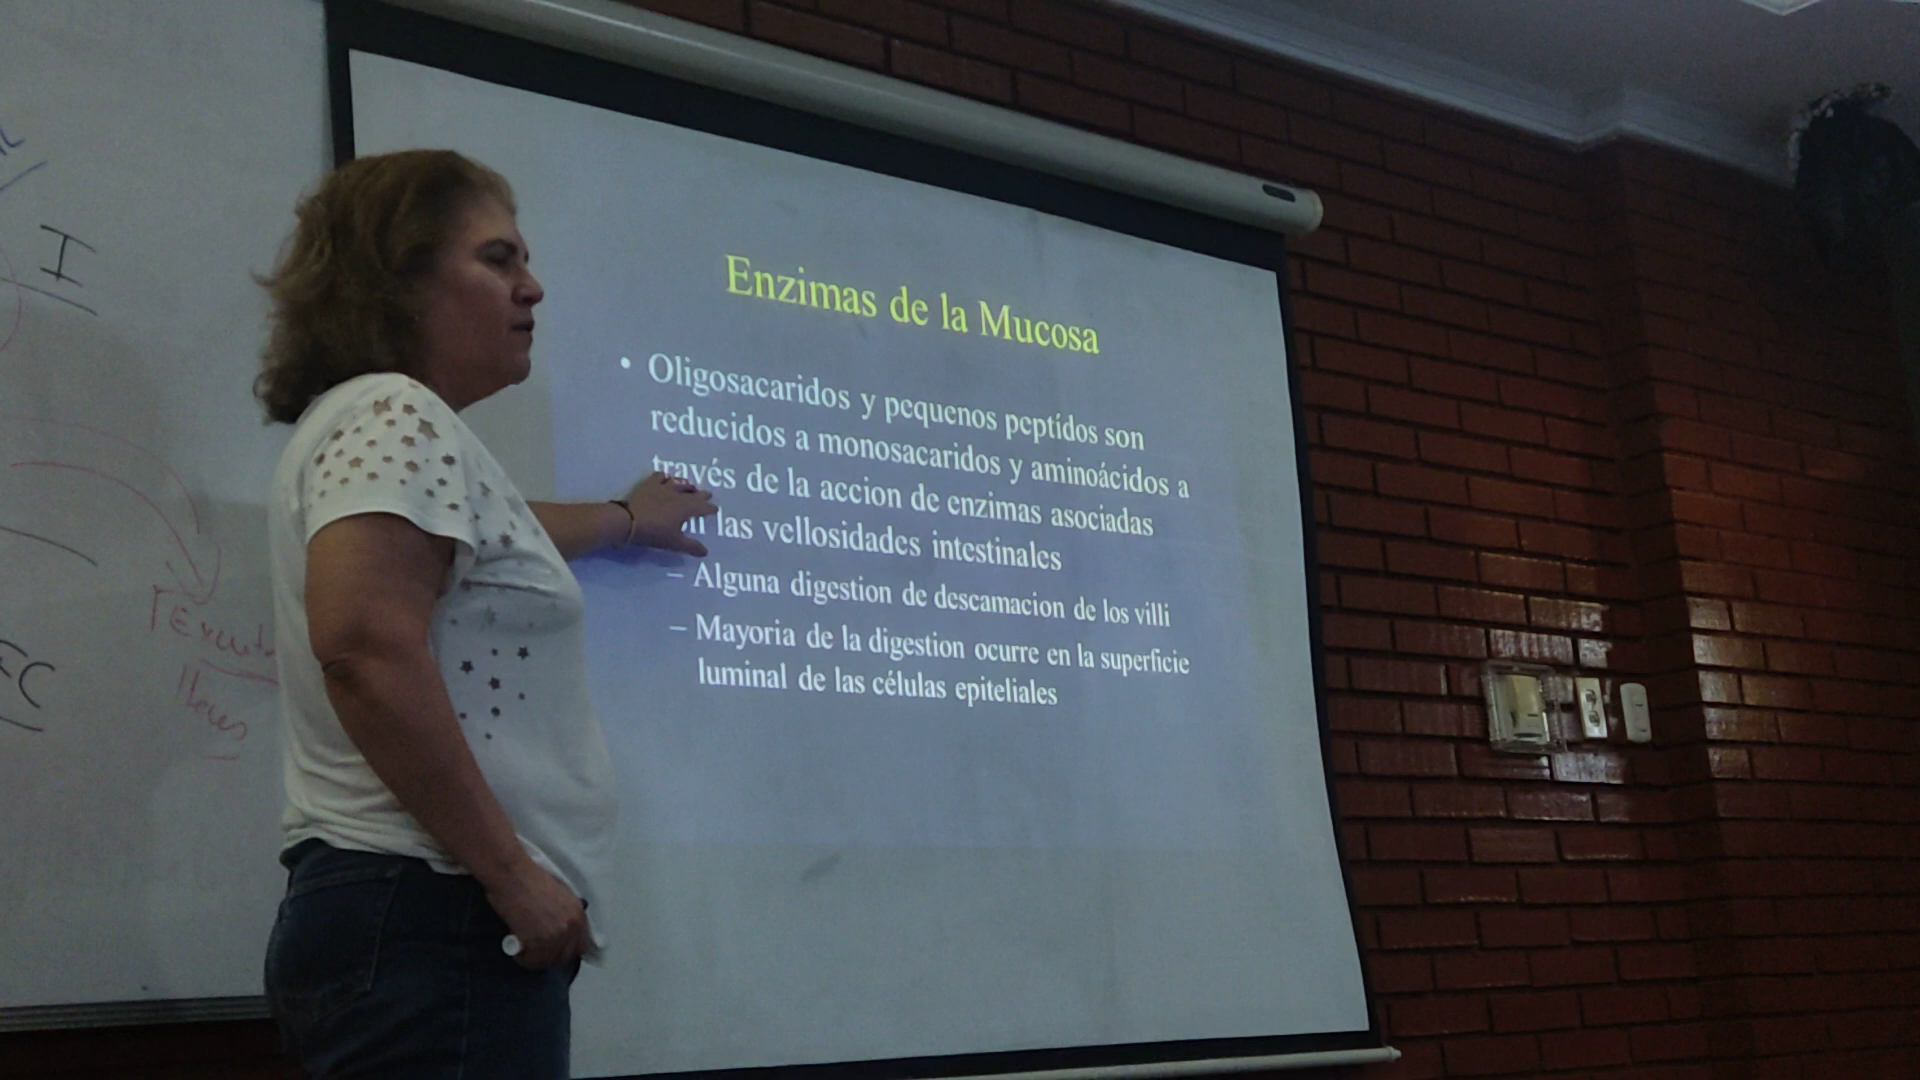 I
Enzimas de la Mucosa
• Oligosacaridos y pequenos peptídos son
reducidos a monosacaridos y aminoácidos a
través de la accion de enzimas asociadas
las vellosidades intestinales
– Alguna digestion de descamacion de los villi
– Mayoria de la digestion ocurre en la superficie
luminal de las células epiteliales